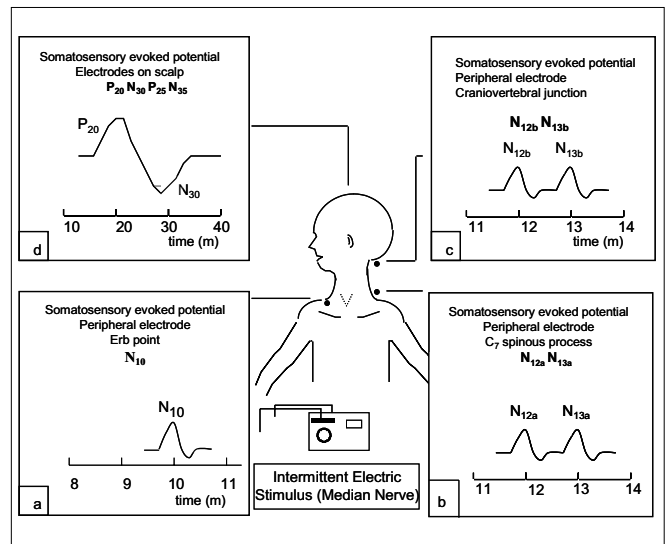 Somatosensory evoked potential
Electrodes on scalp
P20 N30 P25 N35
P20
N30
10 20 30 40
time (m)
d
Somatosensory evoked potential
Peripheral electrode
Craniovertebral junction
N12b N13b
N12b N13b
11 12 13 14
time (m)
c
Somatosensory evoked potential
Peripheral electrode
Erb point
N10
N10
8 9 10 11
time (m)
a
Intermittent Electric
Stimulus (Median Nerve)
Somatosensory evoked potential
Peripheral electrode
C7 spinous process
N12a N13a
N12a N13a
11 12 13 14
time (m)
b